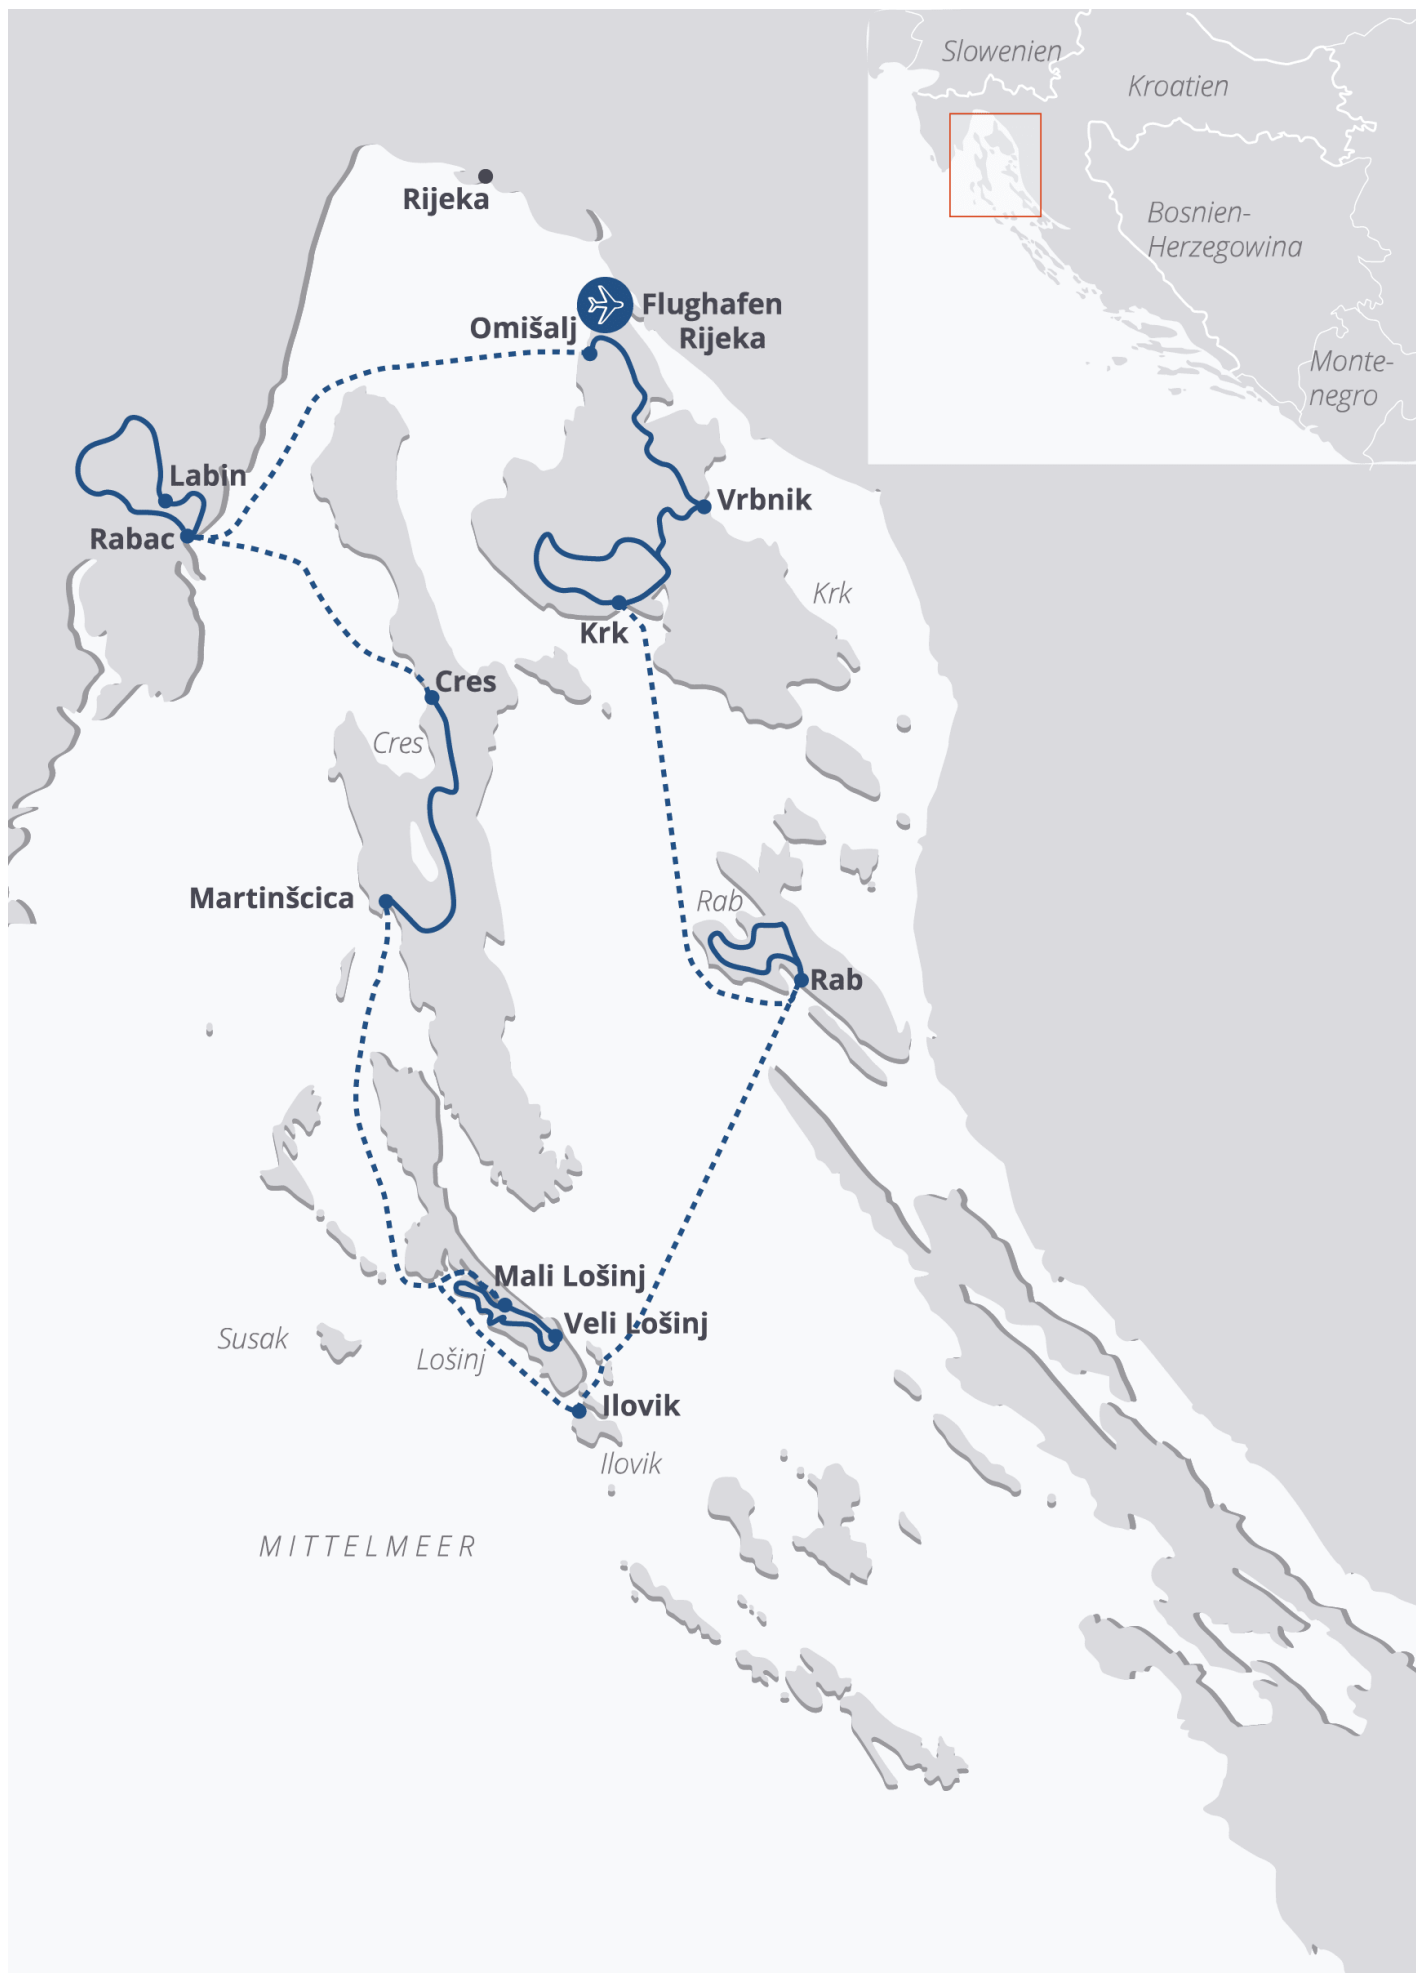 Slowenien
Kroatien
Bosnien-
Herzegowina
Monte-
negro
Rijeka
Flughafen
Rijeka
Omišalj
Labin
Rabac
Vrbnik
Krk
Krk
Cres
Cres
Martinšcica
Rab
Rab
Mali Lošinj
Veli Lošinj
Susak
Lošinj
Ilovik
Ilovik
MITTELMEER